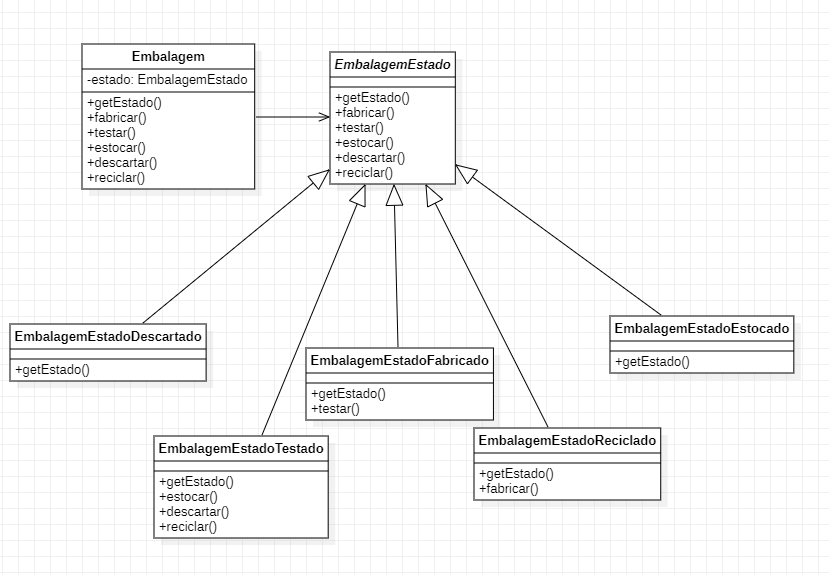 Embalagem
-estado: EmbalagemEstado
+getEstado()
+fabricar()
+testar()
+estocar()
+descartar()
+reciclar()
EmbalagemEstado
+getEstado()
+fabricar()
+testar()
+estocar()
+descartar()
+reciclar()
EmbalagemEstadoDescartado
+getEstado()
EmbalagemEstadoTestado
+getEstado()
+estocar()
+descartar()
+reciclar()
EmbalagemEstadoFabricado
+getEstado()
+testar()
EmbalagemEstadoReciclado
+getEstado()
+fabricar()
EmbalagemEstadoEstocado
+getEstado()